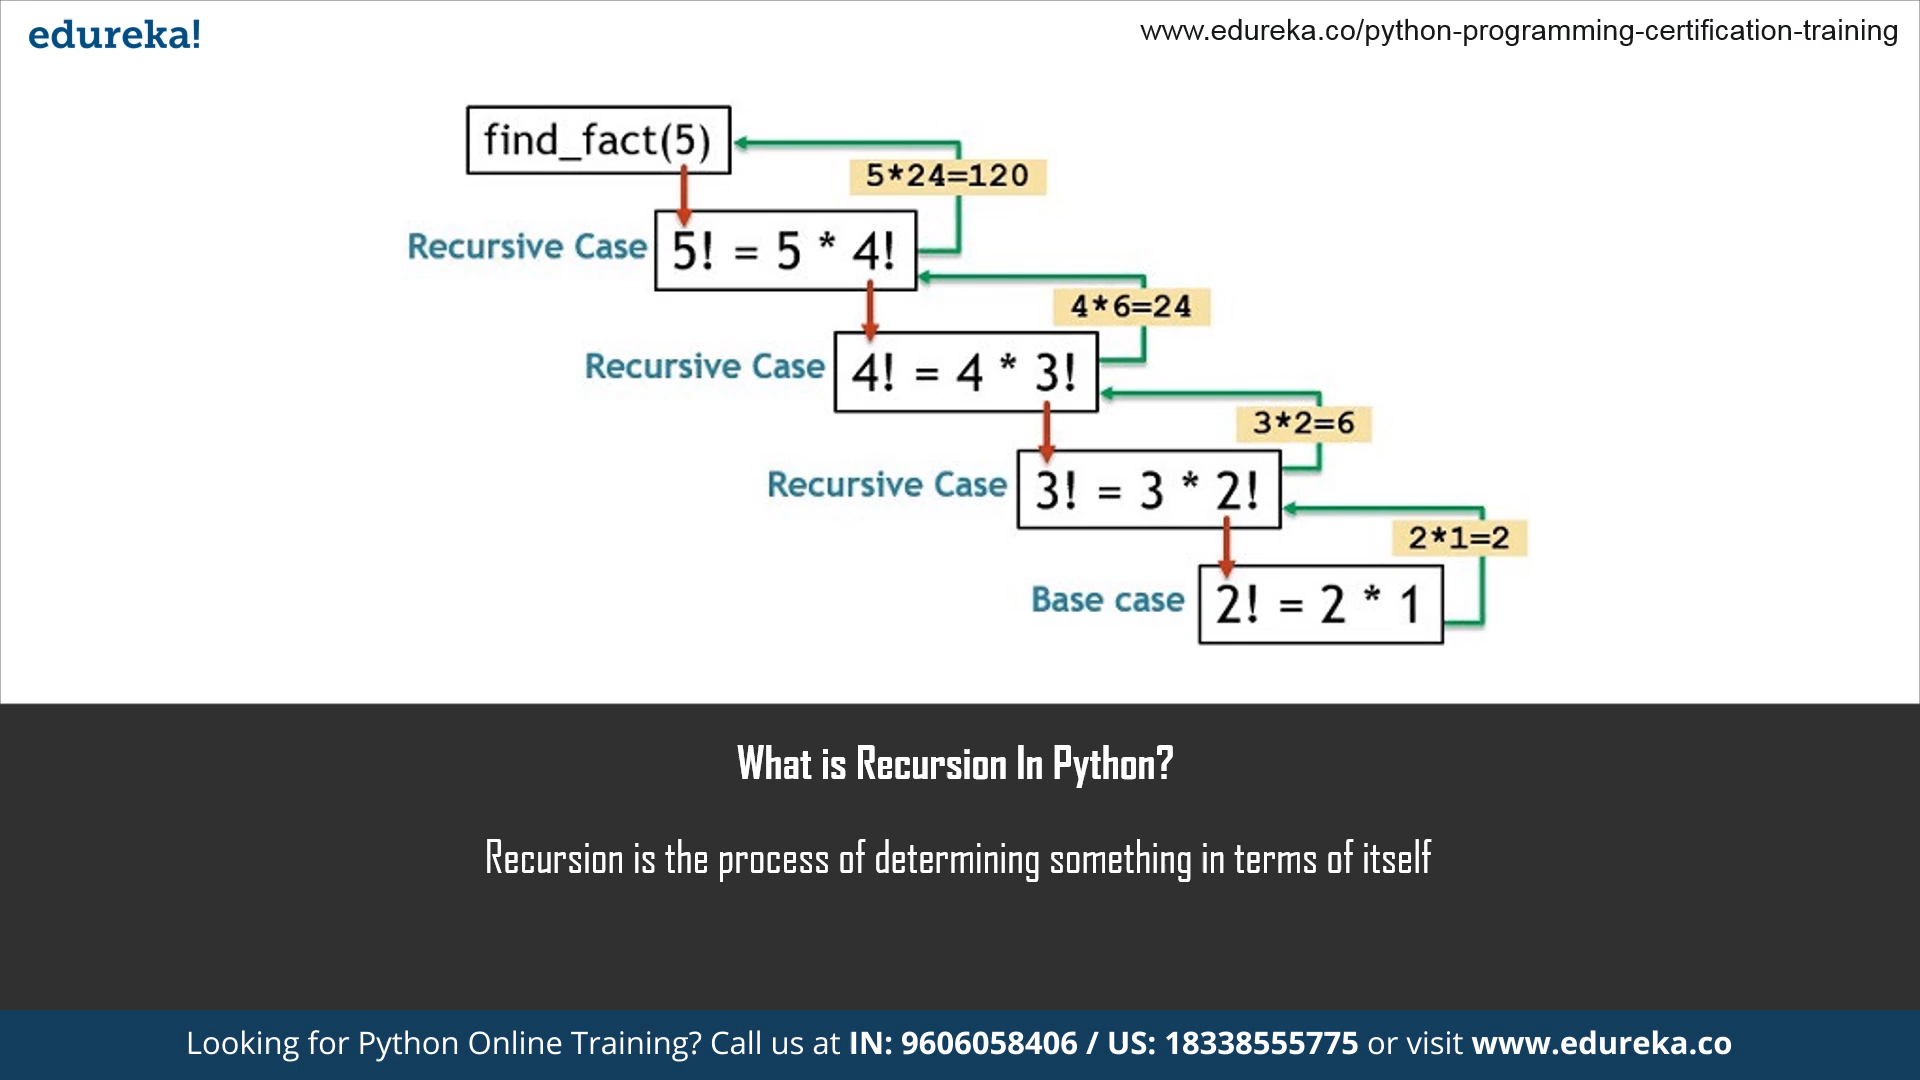 edureka!
www.edureka.co/python-programming-certification-training
find_fact(5)
5*24=120
Recursive Case
5! = 5 * 4!
4*6=24
Recursive Case
4! = 4 * 3!
3*2=6
Recursive Case
3! = 3 * 2!
2*1=2
Base case
2! = 2 * 1
What is Recursion In Python?
Recursion is the process of determining something in terms of itself
Looking for Python Online Training? Call us at IN: 9606058406 / US: 18338555775 or visit www.edureka.co